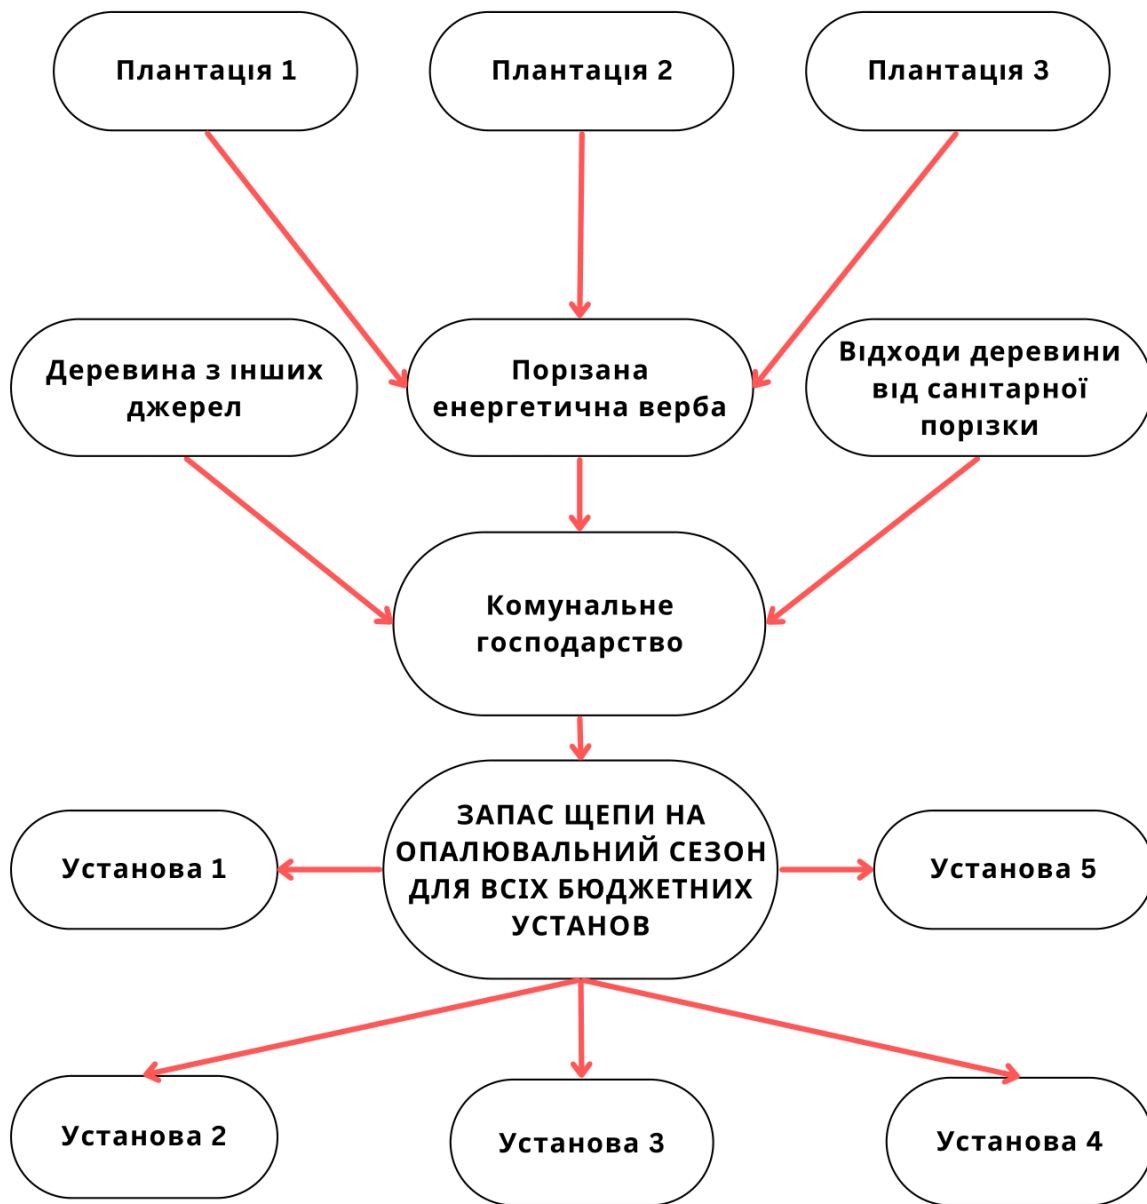 Плантація 1
Плантація 2
Плантація 3
Деревина з інших
джерел
Порізана
енергетична верба
Відходи деревини
від санітарної
порізки
Комунальне
господарство
ЗАПАС ЩЕПИ НА
ОПАЛЮВАЛЬНИЙ СЕЗОН
ДЛЯ ВСІХ БЮДЖЕТНИХ
УСТАНОВ
Установа 1
Установа 5
Установа 2
Установа 3
Установа 4